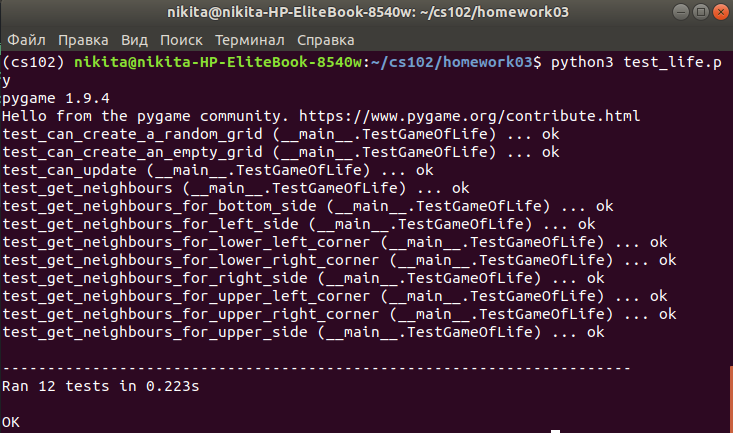 nikita@nikita-HP-EliteBook-8540w: ~/cs102/homework03
Файл Правка Вид Поиск Терминал Справка
(cs102) nikita@nikita-HP-EliteBook-8540w:~/cs102/homework03$ python3 test_life.p
y
pygame 1.9.4
Hello from the pygame community. https://www.pygame.org/contribute.html
test_can_create_a_random_grid (__main__.TestGameOfLife) ... ok
test_can_create_an_empty_grid (__main__.TestGameOfLife) ... ok
test_can_update (__main__.TestGameOfLife) ... ok
test_get_neighbours (__main__.TestGameOfLife) ... ok
test_get_neighbours_for_bottom_side (__main__.TestGameOfLife) ... ok
test_get_neighbours_for_left_side (__main__.TestGameOfLife) ... ok
test_get_neighbours_for_lower_left_corner (__main__.TestGameOfLife) ... ok
test_get_neighbours_for_lower_right_corner (__main__.TestGameOfLife) ... ok
test_get_neighbours_for_right_side (__main__.TestGameOfLife) ... ok
test_get_neighbours_for_upper_left_corner (__main__.TestGameOfLife) ... ok
test_get_neighbours_for_upper_right_corner (__main__.TestGameOfLife) ... ok
test_get_neighbours_for_upper_side (__main__.TestGameOfLife) ... ok
----------------------------------------------------------------------
Ran 12 tests in 0.223s
OK